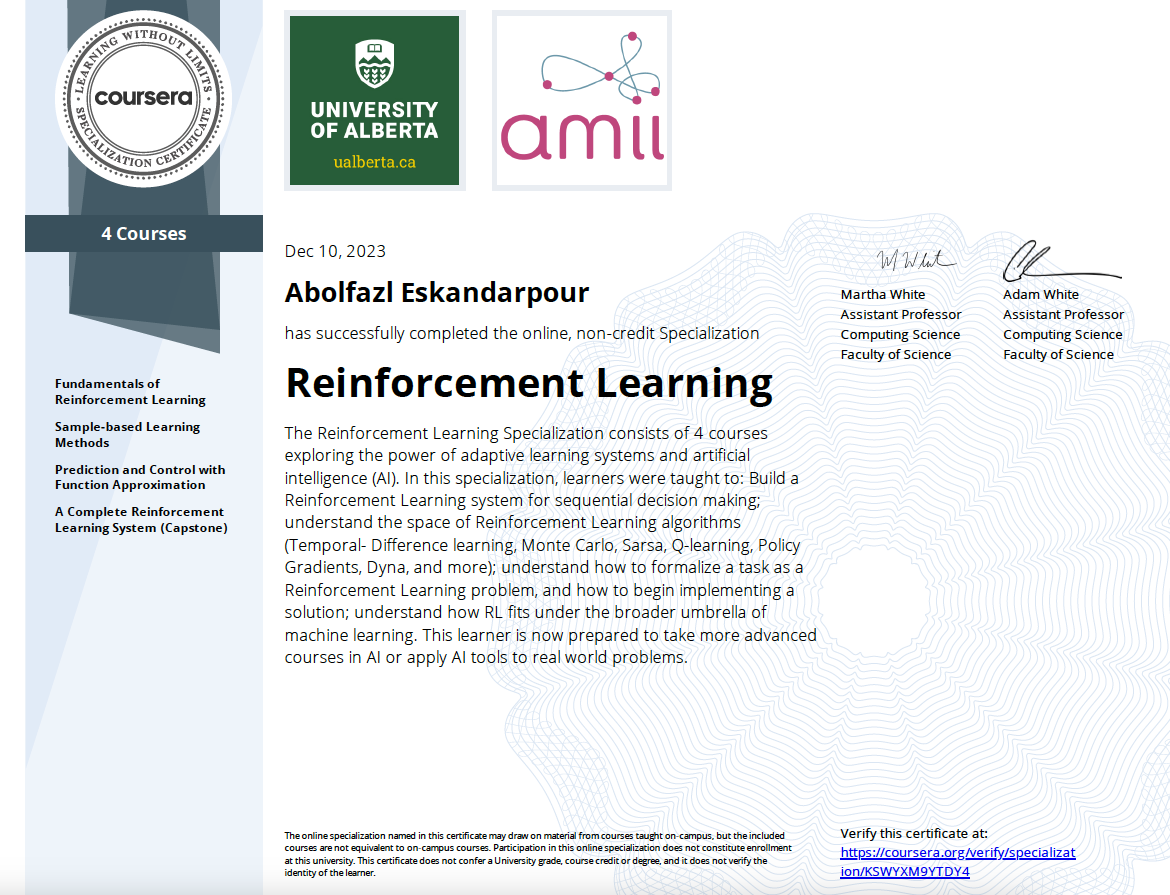 LEARNING WITHOUT LIMITS
coursera
SPECIALIZATION CERTIFICATE
4 Courses
Fundamentals of
Reinforcement Learning
Sample-based Learning
Methods
Prediction and Control with
Function Approximation
A Complete Reinforcement
Learning System (Capstone)
UNIVERSITY
OF ALBERTA
ualberta.ca
amii
Dec 10, 2023
Abolfazl Eskandarpour
has successfully completed the online, non-credit Specialization
Reinforcement Learning
The Reinforcement Learning Specialization consists of 4 courses
exploring the power of adaptive learning systems and artificial
intelligence (AI). In this specialization, learners were taught to: Build a
Reinforcement Learning system for sequential decision making;
understand the space of Reinforcement Learning algorithms
(Temporal- Difference learning, Monte Carlo, Sarsa, Q-learning, Policy
Gradients, Dyna, and more); understand how to formalize a task as a
Reinforcement Learning problem, and how to begin implementing a
solution; understand how RL fits under the broader umbrella of
machine learning. This learner is now prepared to take more advanced
courses in AI or apply AI tools to real world problems.
M White
Martha White
Assistant Professor
Computing Science
Faculty of Science
Adam White
Assistant Professor
Computing Science
Faculty of Science
The online specialization named in this certificate may draw on material from courses taught on-campus, but the included
courses are not equivalent to on-campus courses. Participation in this online specialization does not constitute enrollment
at this university. This certificate does not confer a University grade, course credit or degree, and it does not verify the
identity of the learner.
Verify this certificate at:
https://coursera.org/verify/specializat
ion/KSWYXM9YTDY4